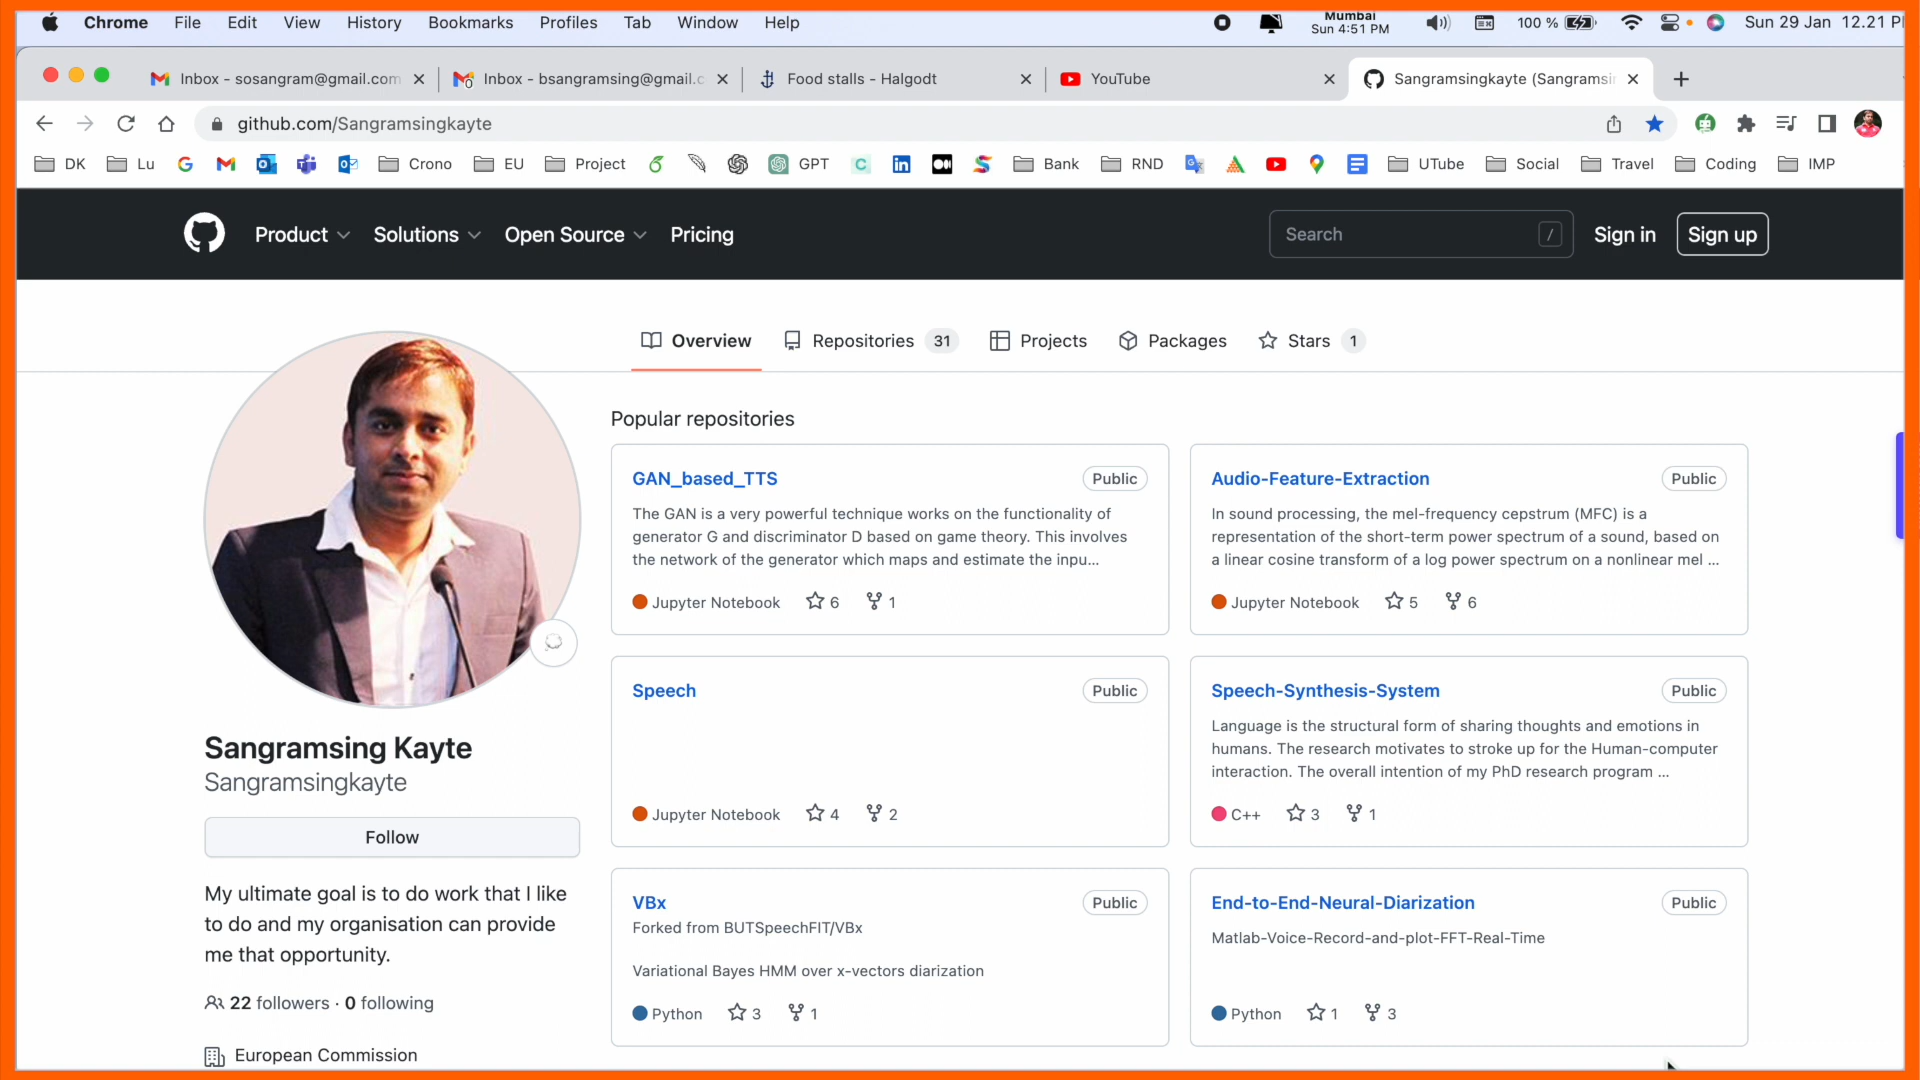 Chrome File Edit View History Bookmarks Profiles Tab Window Help
Mumbai
Sun 4:51 PM
100 %
Sun 29 Jan 12.21
Inbox - sosangram@gmail.com
Inbox - bsangramsing@gmail.c
Food stalls - Halgodt
YouTube
Sangramsingkayte (Sangramsi
github.com/Sangramsingkayte
DK Lu Crono EU Project GPT Bank RND UTube Social Travel Coding IMP
Product Solutions Open Source Pricing
Search /
Sign in
Sign up
Overview
Repositories 31
Projects
Packages
Stars 1
Popular repositories
GAN_based_TTS
Public
The GAN is a very powerful technique works on the functionality of
generator G and discriminator D based on game theory. This involves
the network of the generator which maps and estimate the inpu...
Jupyter Notebook 6 1
Audio-Feature-Extraction
Public
In sound processing, the mel-frequency cepstrum (MFC) is a
representation of the short-term power spectrum of a sound, based on
a linear cosine transform of a log power spectrum on a nonlinear mel ...
Jupyter Notebook 5 6
Speech
Public
Jupyter Notebook 4 2
Speech-Synthesis-System
Public
Language is the structural form of sharing thoughts and emotions in
humans. The research motivates to stroke up for the Human-computer
interaction. The overall intention of my PhD research program ...
C++ 3 1
VBx
Public
Forked from BUTSpeechFIT/VBx
Variational Bayes HMM over x-vectors diarization
Python 3 1
End-to-End-Neural-Diarization
Public
Matlab-Voice-Record-and-plot-FFT-Real-Time
Python 1 3
Sangramsing Kayte
Sangramsingkayte
Follow
My ultimate goal is to do work that I like
to do and my organisation can provide
me that opportunity.
22 followers · 0 following
European Commission